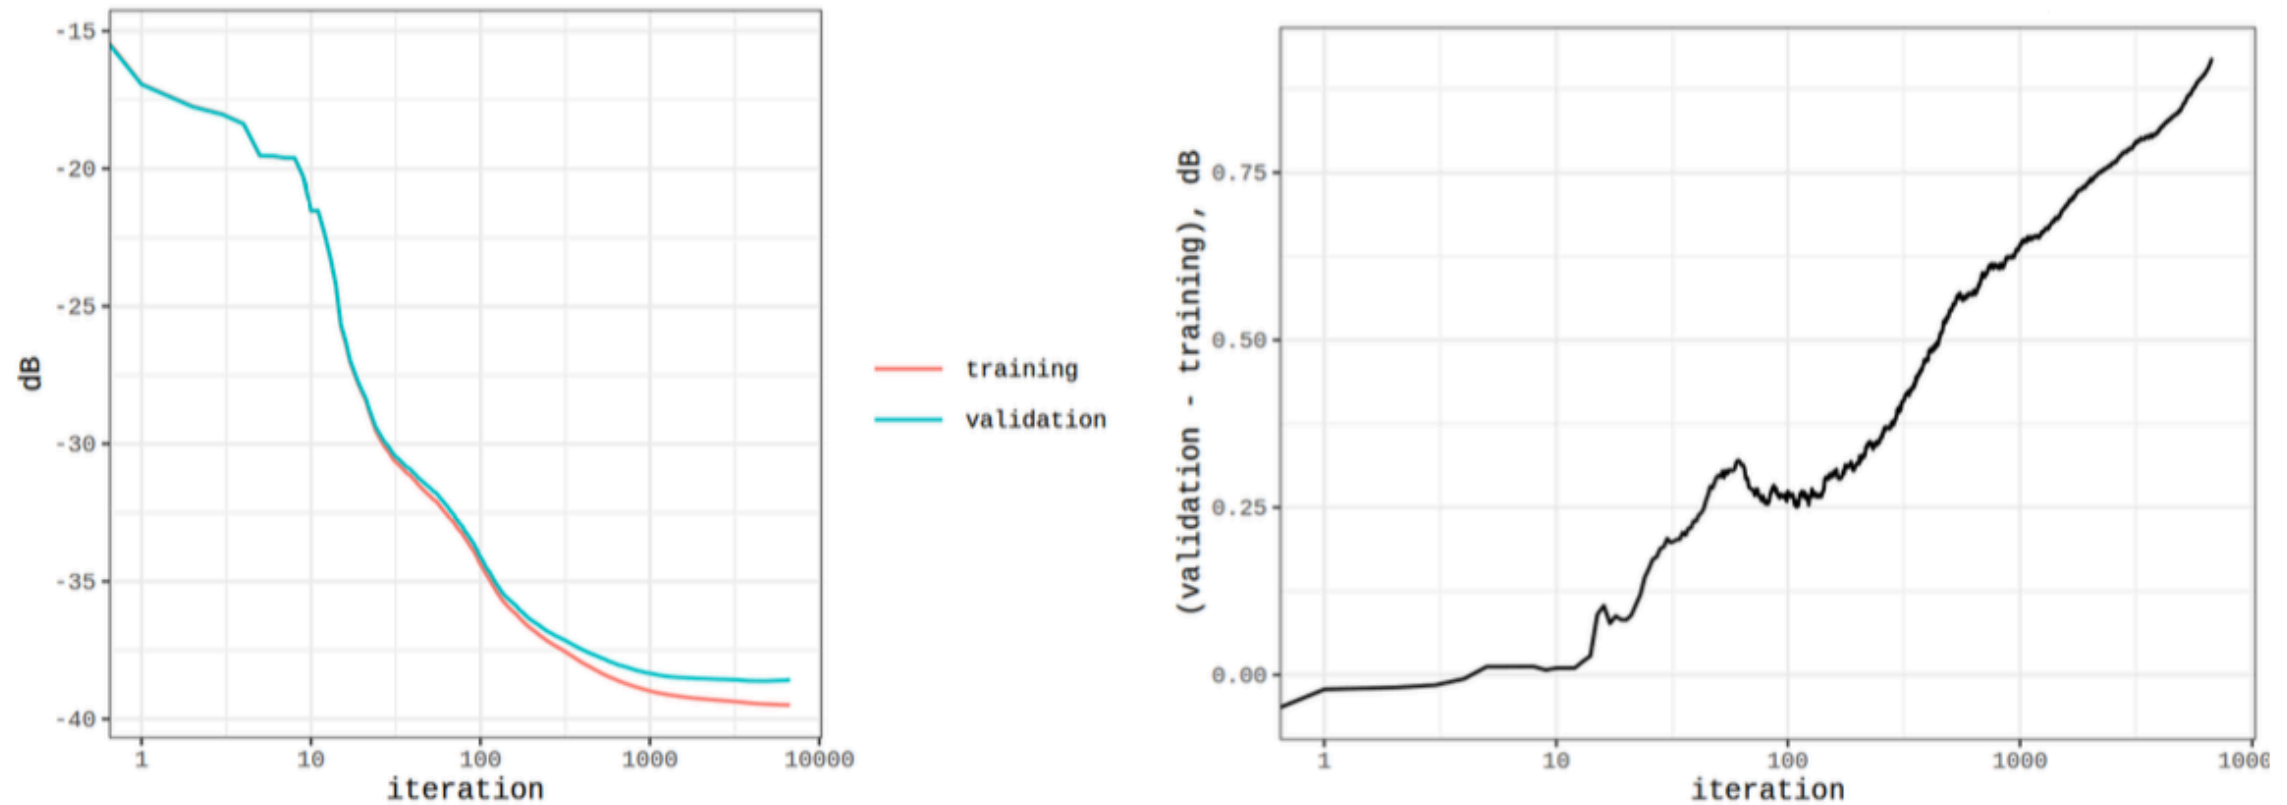 -15
-20
-25
-30
-35
-40
dB
1 10 100 1000 10000
iteration
training
validation
(validation - training), dB
0.75
0.50
0.25
0.00
1 10 100 1000 1000
iteration